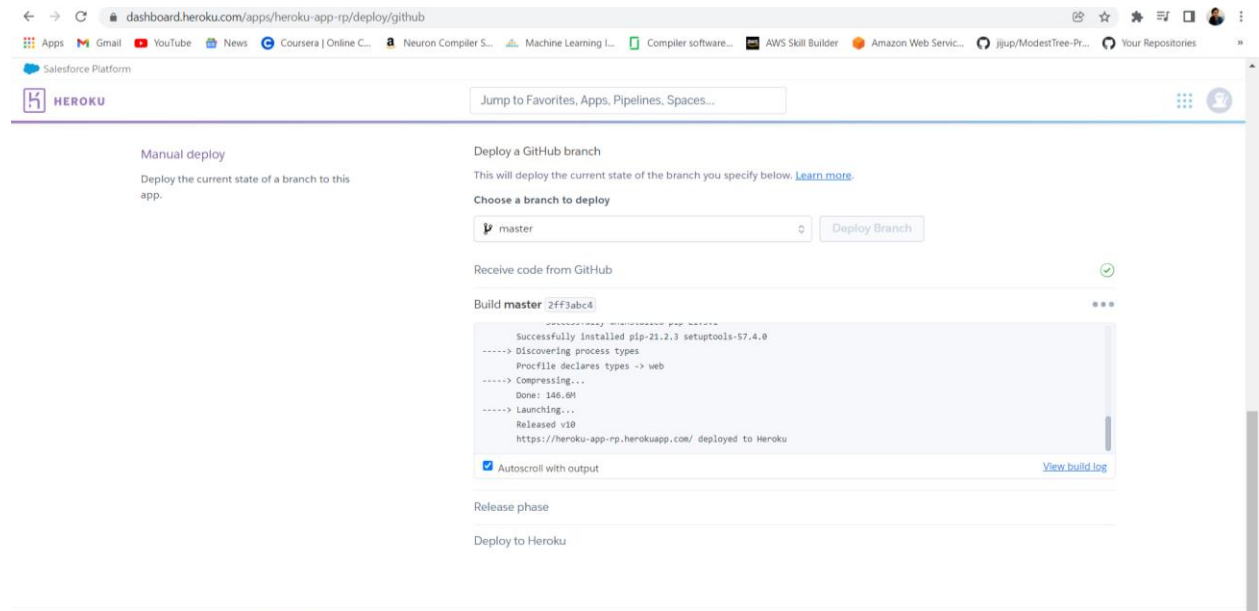 dashboard.heroku.com/apps/heroku-app-rp/deploy/github
Apps Gmail YouTube News Coursera | Online C... Neuron Compiler S... Machine Learning I... Compiler software... AWS Skill Builder Amazon Web Servic... jijup/ModestTree-Pr... Your Repositories »
Salesforce Platform
HEROKU
Jump to Favorites, Apps, Pipelines, Spaces...
Manual deploy
Deploy the current state of a branch to this
app.
Deploy a GitHub branch
This will deploy the current state of the branch you specify below. Learn more.
Choose a branch to deploy
master
Deploy Branch
Receive code from GitHub
Build master 2ff3abc4
Successfully installed pip-21.2.3 setuptools-57.4.0
-----> Discovering process types
Procfile declares types -> web
-----> Compressing...
Done: 146.6M
-----> Launching...
Released v10
https://heroku-app-rp.herokuapp.com/ deployed to Heroku
Autoscroll with output
View build log
Release phase
Deploy to Heroku